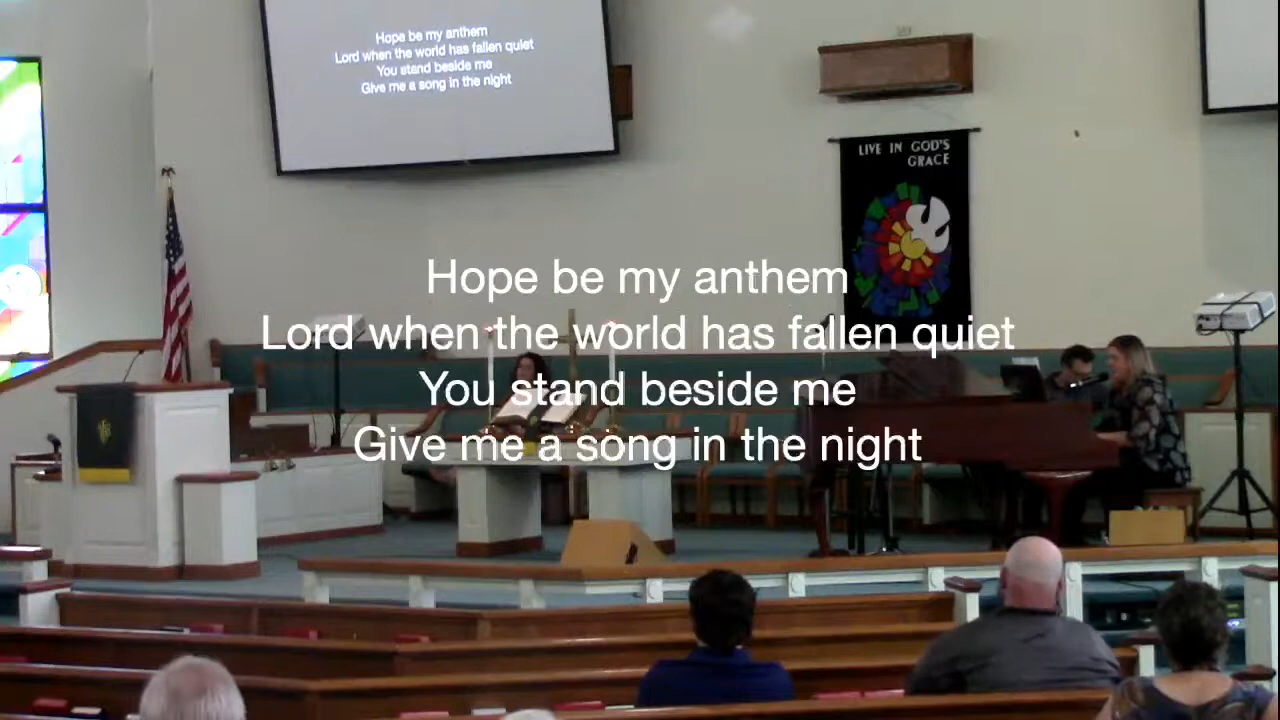 Hope be my anthem
Lord when the world has fallen quiet
You stand beside me
Give me a song in the night
LIVE IN GOD'S
GRACE
Hope be my anthem
Lord when the world has fallen quiet
You stand beside me
Give me a song in the night